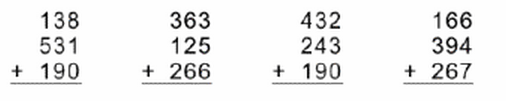 138 363 432 166
531 125 243 394
+ 190 + 266 + 190 + 267